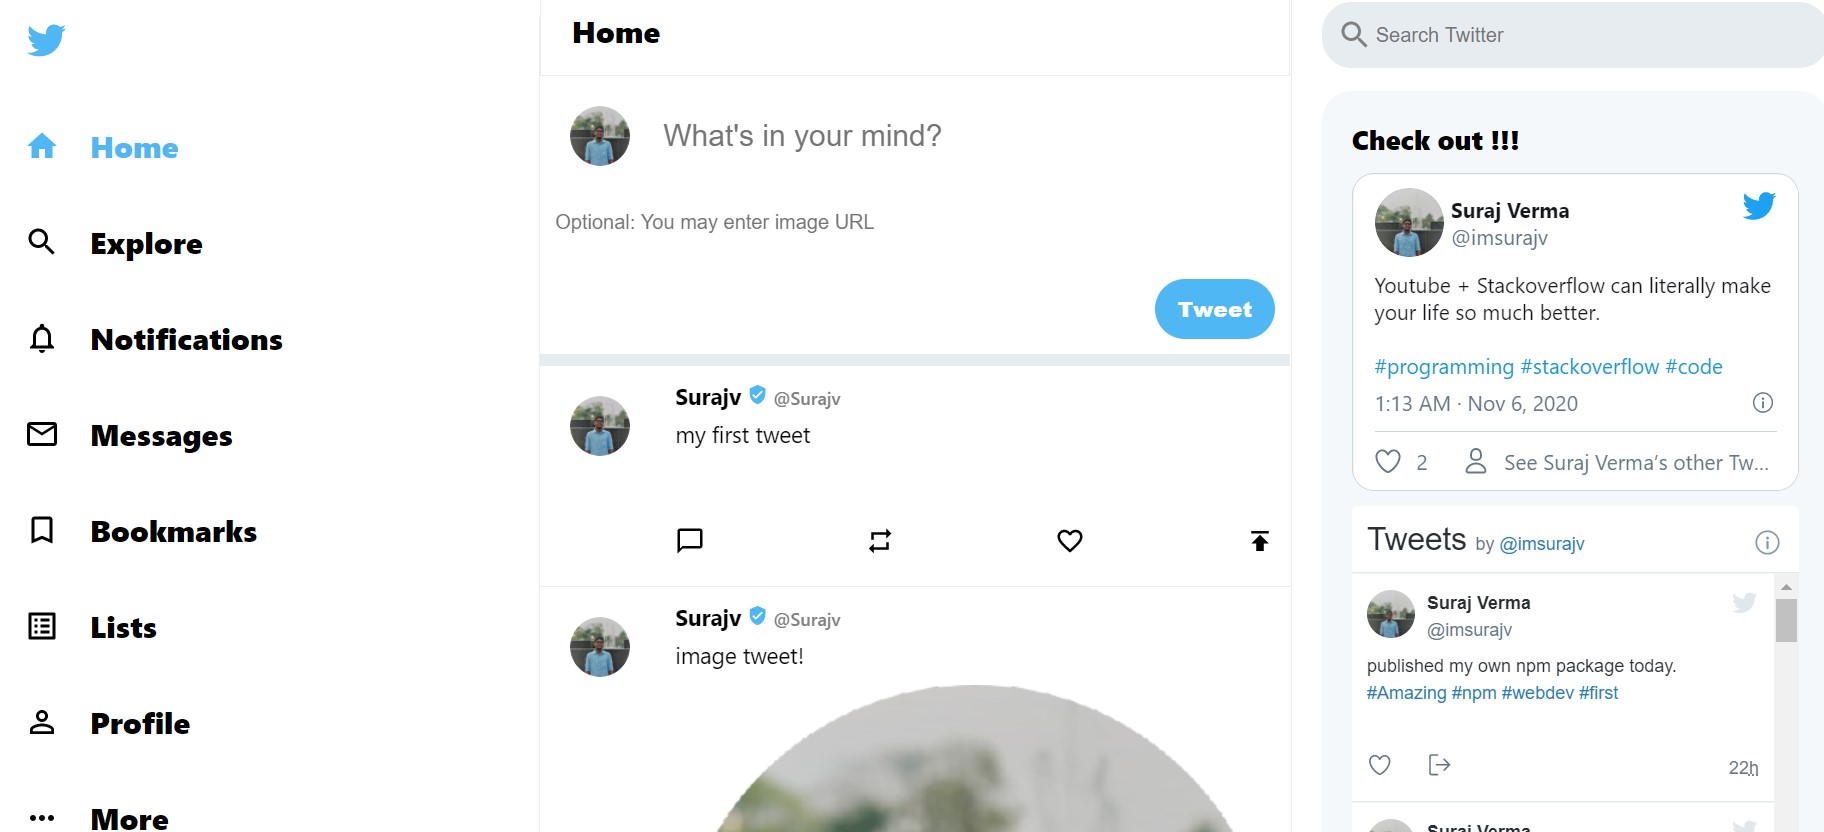 Home
Explore
Notifications
Messages
Bookmarks
Lists
Profile
More
Home
What's in your mind?
Optional: You may enter image URL
Tweet
Surajv @Surajv
my first tweet
Surajv @Surajv
image tweet!
Search Twitter
Check out !!!
Suraj Verma
@imsurajv
Youtube + Stackoverflow can literally make
your life so much better.
#programming #stackoverflow #code
1:13 AM · Nov 6, 2020
2 See Suraj Verma's other Tw...
Tweets by @imsurajv
Suraj Verma
@imsurajv
published my own npm package today.
#Amazing #npm #webdev #first
22h
Suraj Verma